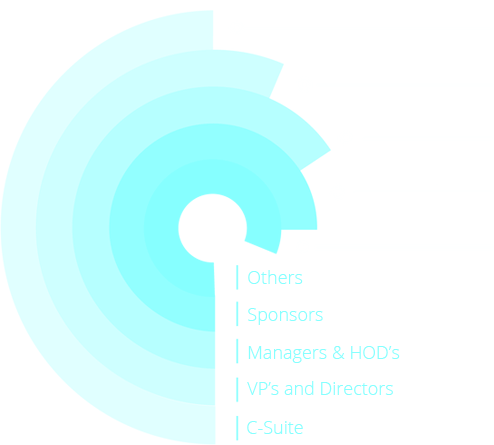 Others
Sponsors
Managers & HOD's
VP's and Directors
C-Suite